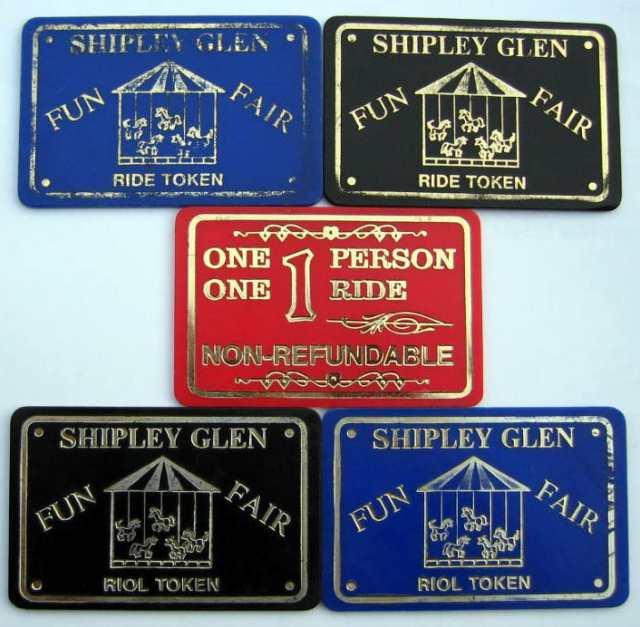 SHIPLEY GLEN
FUN FAIR
RIDE TOKEN
SHIPLEY GLEN
FUN FAIR
RIDE TOKEN
ONE 1 PERSON
ONE RIDE
NON-REFUNDABLE
SHIPLEY GLEN
FUN FAIR
RIOL TOKEN
SHIPLEY GLEN
FUN FAIR
RIOL TOKEN